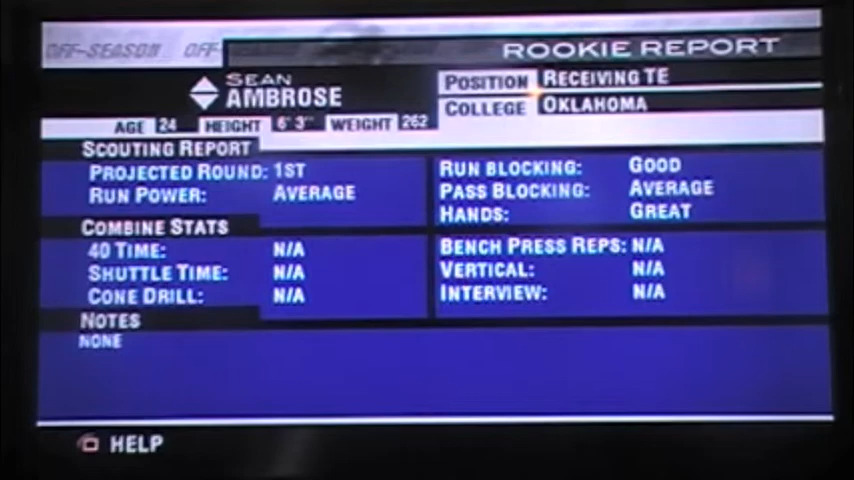 OFF-SEASON OFF-
ROOKIE REPORT
SEAN
AMBROSE
POSITION RECEIVING TE
COLLEGE OKLAHOMA
AGE 24 HEIGHT 6' 3" WEIGHT 262
SCOUTING REPORT
PROJECTED ROUND: 1ST
RUN POWER: AVERAGE
RUN BLOCKING: GOOD
PASS BLOCKING: AVERAGE
HANDS: GREAT
COMBINE STATS
40 TIME: N/A
SHUTTLE TIME: N/A
CONE DRILL: N/A
BENCH PRESS REPS: N/A
VERTICAL: N/A
INTERVIEW: N/A
NOTES
NONE
HELP